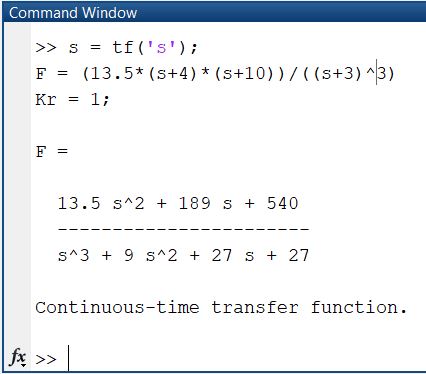 Command Window
>> s = tf('s');
F = (13.5*(s+4)*(s+10))/((s+3)^3)
Kr = 1;
F =
13.5 s^2 + 189 s + 540
------------------------
s^3 + 9 s^2 + 27 s + 27
Continuous-time transfer function.
fx >>